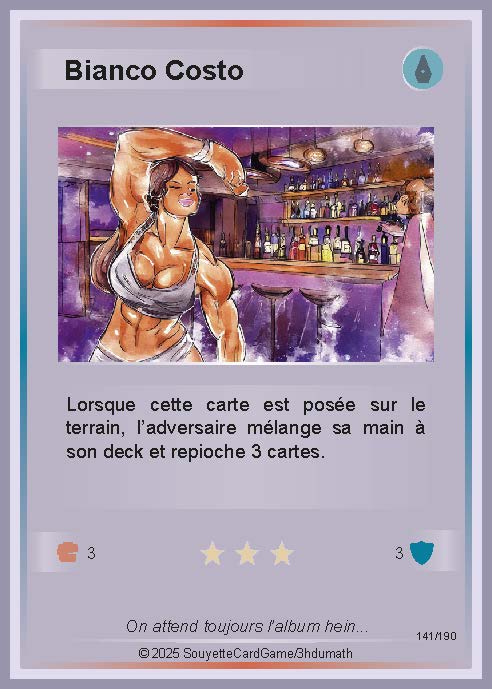 Bianco Costo
Lorsque cette carte est posée sur le
terrain, l’adversaire mélange sa main à
son deck et repioche 3 cartes.
3
3
On attend toujours l’album hein...
141/190
© 2025 SouyetteCardGame/3hdumath